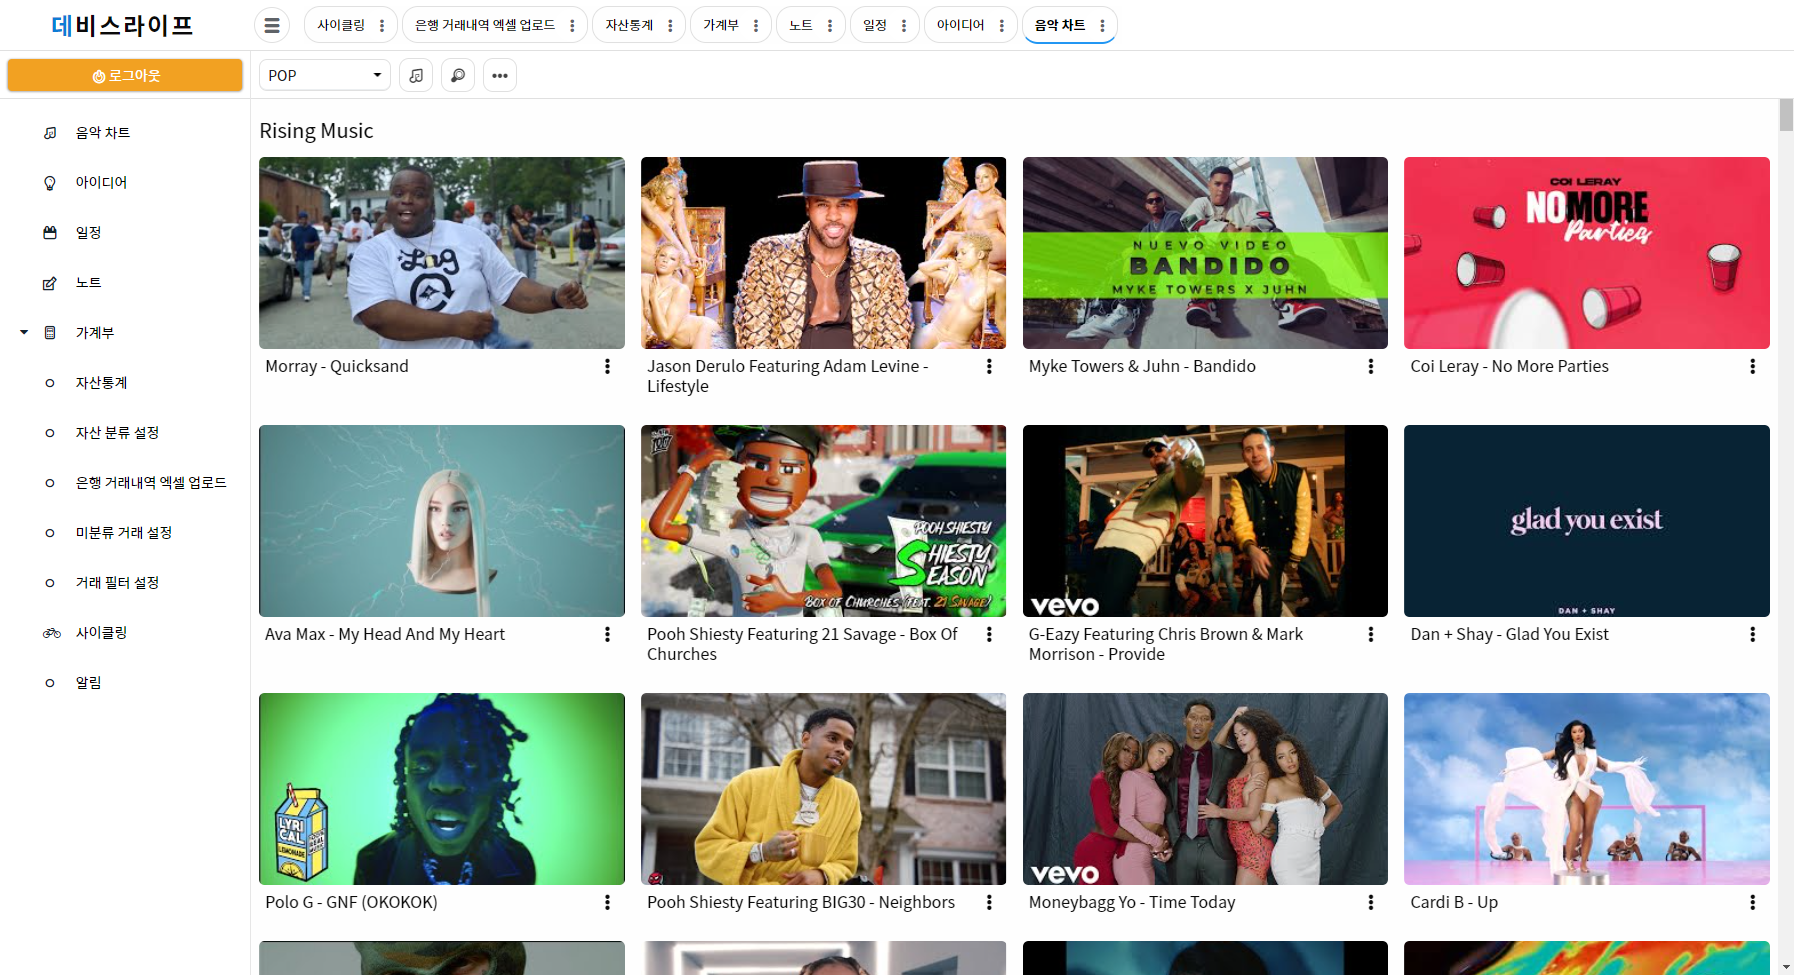 데비스라이프
사이클링
은행 거래내역 엑셀 업로드
자산통계
가계부
노트
일정
아이디어
음악 차트
로그아웃
POP
음악 차트
아이디어
일정
노트
가계부
자산통계
자산 분류 설정
은행 거래내역 엑셀 업로드
미분류 거래 설정
거래 필터 설정
사이클링
알림
Rising Music
NUEVO VIDEO
BANDIDO
MYKE TOWERS X JUHN
COI LERAY
NO MORE
Parties
Morray - Quicksand
Jason Derulo Featuring Adam Levine -
Lifestyle
Myke Towers & Juhn - Bandido
Coi Leray - No More Parties
POOH SHIESTY
SHIESTY
SEASON
BOX OF CHURCHES (FEAT. 21 SAVAGE)
vevo
glad you exist
DAN + SHAY
Ava Max - My Head And My Heart
Pooh Shiesty Featuring 21 Savage - Box Of
Churches
G-Eazy Featuring Chris Brown & Mark
Morrison - Provide
Dan + Shay - Glad You Exist
LYRI
CAL
LEMONADE
vevo
Polo G - GNF (OKOKOK)
Pooh Shiesty Featuring BIG30 - Neighbors
Moneybagg Yo - Time Today
Cardi B - Up